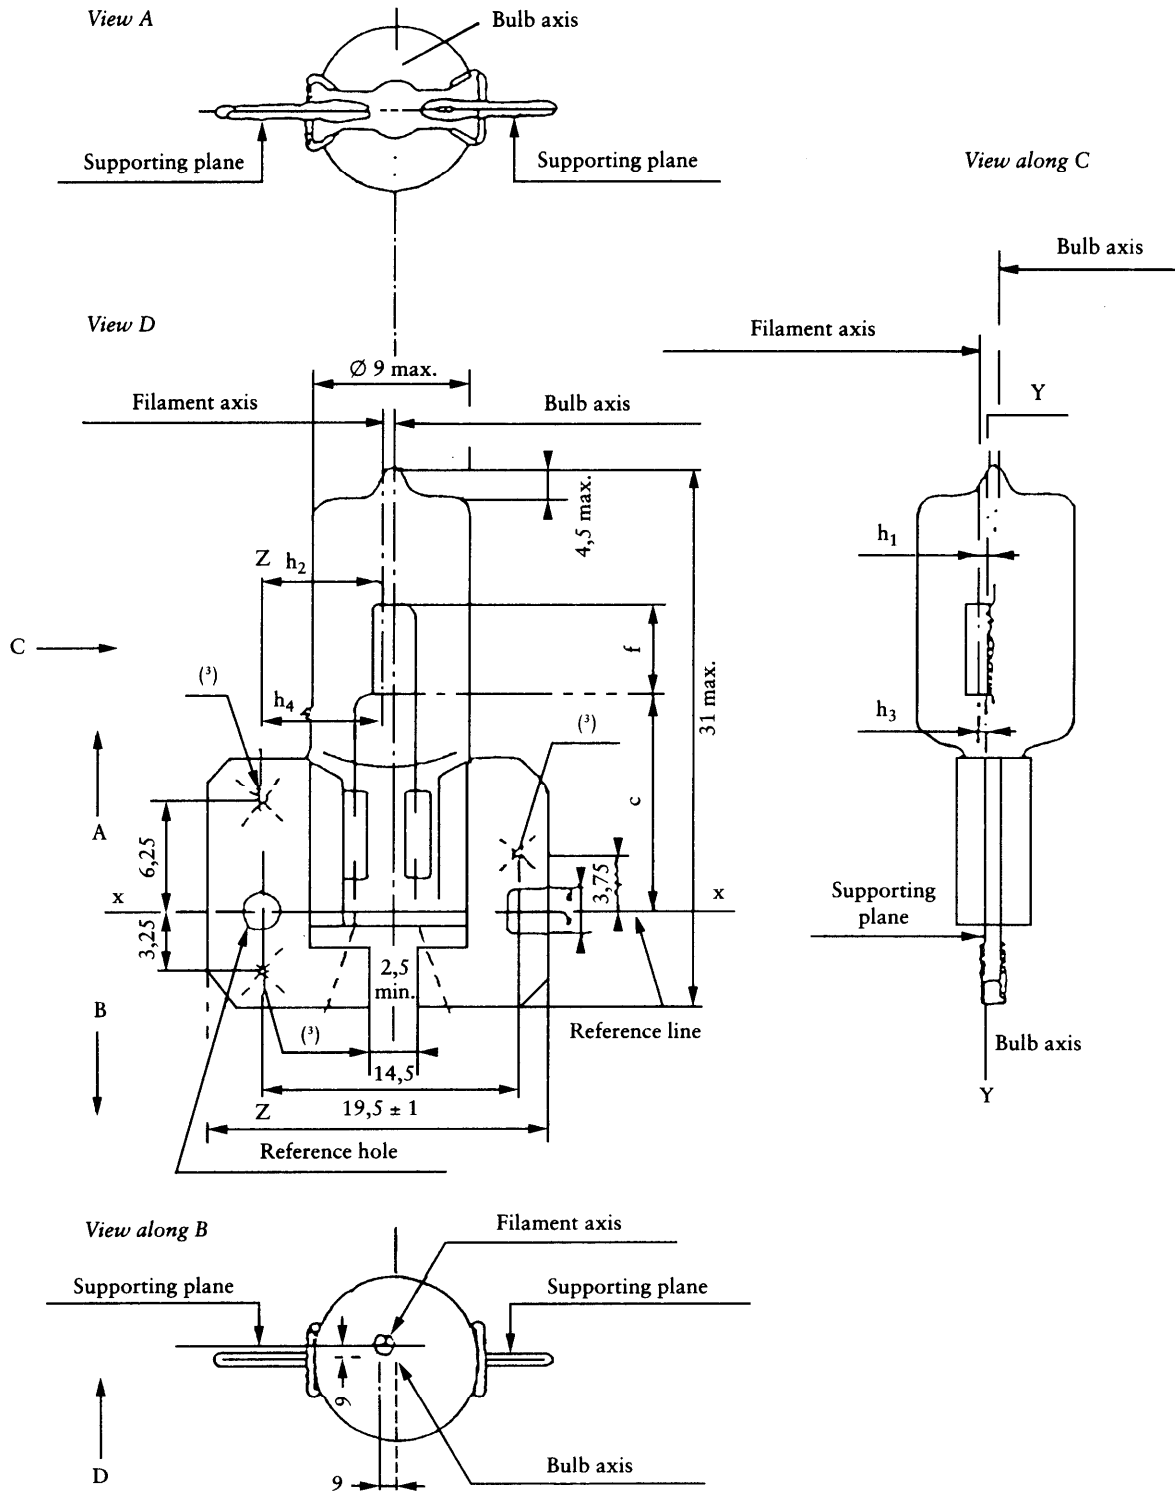 View A
Bulb axis
Supporting plane
Supporting plane
View along C
Bulb axis
View D
Filament axis
Ø 9 max.
Y
Filament axis
Bulb axis
4,5 max.
Z
h2
h1
C
f
31 max.
(³)
h4
(³)
h3
c
A
6,25
3,75
x
x
Supporting
plane
3,25
2,5
min.
B
(³)
Reference line
Bulb axis
14,5
Y
Z
19,5 ± 1
Reference hole
View along B
Filament axis
Supporting plane
Supporting plane
9
D
Bulb axis
9